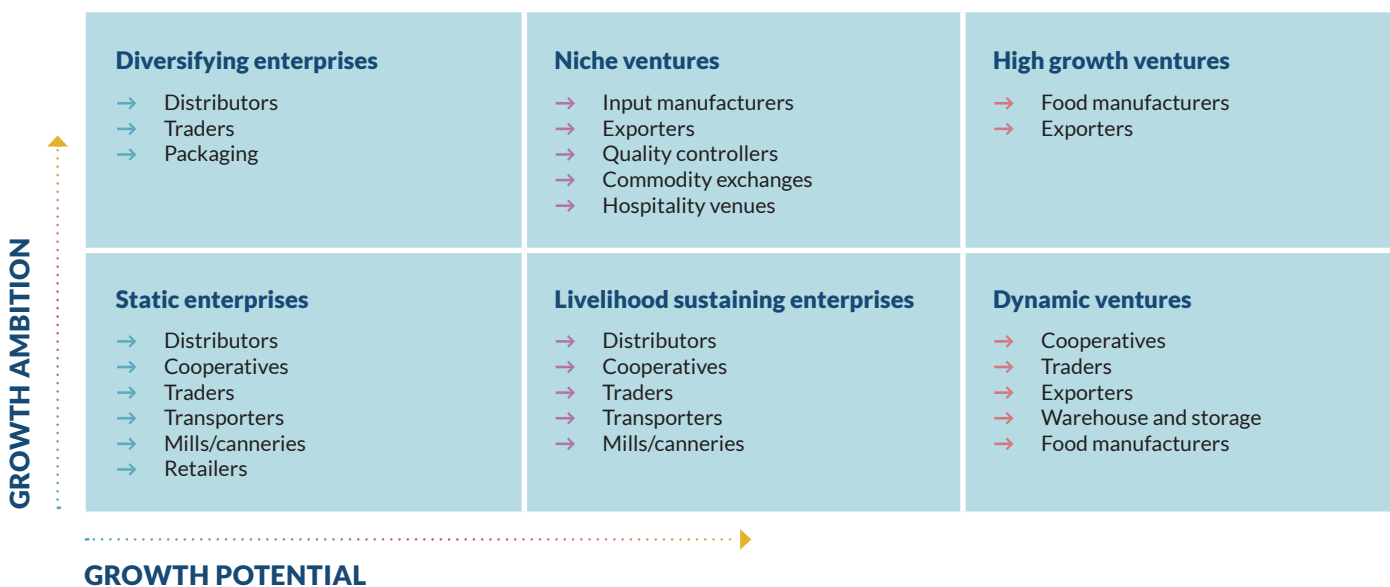 Diversifying enterprises
→ Distributors
→ Traders
→ Packaging
Niche ventures
→ Input manufacturers
→ Exporters
→ Quality controllers
→ Commodity exchanges
→ Hospitality venues
High growth ventures
→ Food manufacturers
→ Exporters
Static enterprises
→ Distributors
→ Cooperatives
→ Traders
→ Transporters
→ Mills/canneries
→ Retailers
Livelihood sustaining enterprises
→ Distributors
→ Cooperatives
→ Traders
→ Transporters
→ Mills/canneries
Dynamic ventures
→ Cooperatives
→ Traders
→ Exporters
→ Warehouse and storage
→ Food manufacturers
GROWTH AMBITION
GROWTH POTENTIAL